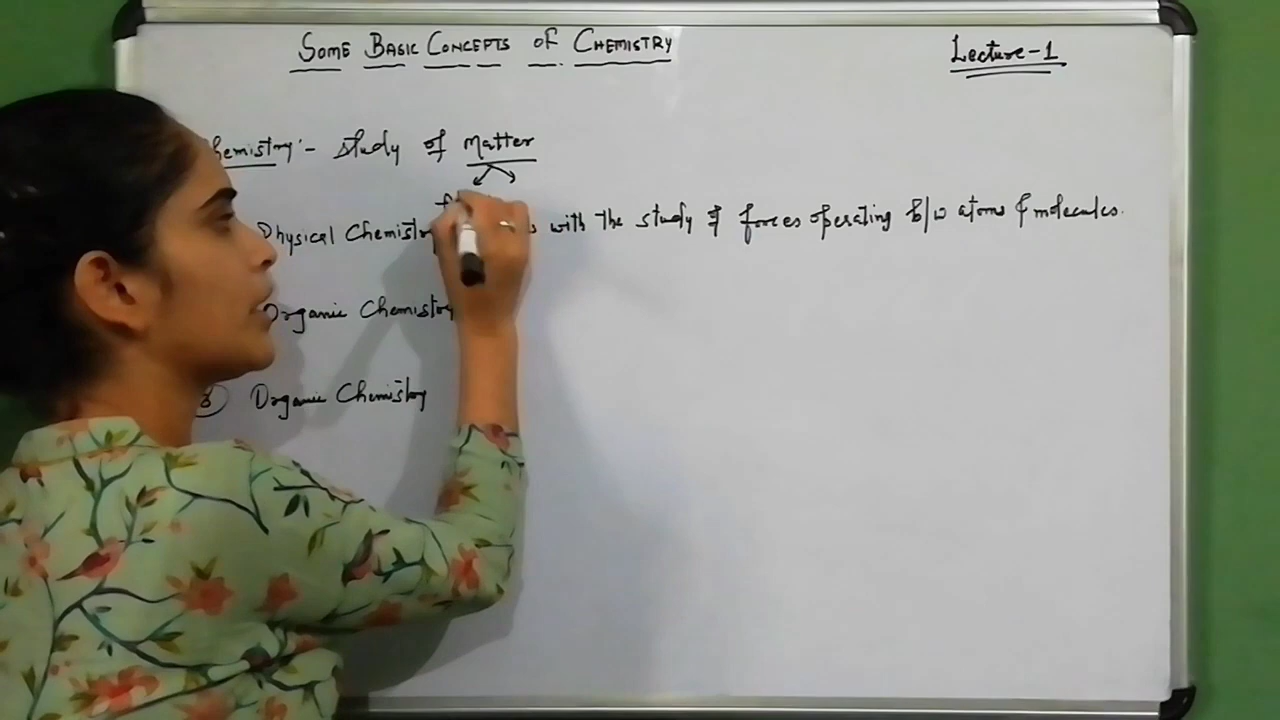 SOME BASIC CONCEPTS OF CHEMISTRY
Lecture-1
hemistry:- Study of Matter
Physical Chemistry with the study of forces operating b/w atoms & molecules.
Organic Chemistry
3 Organic Chemistry